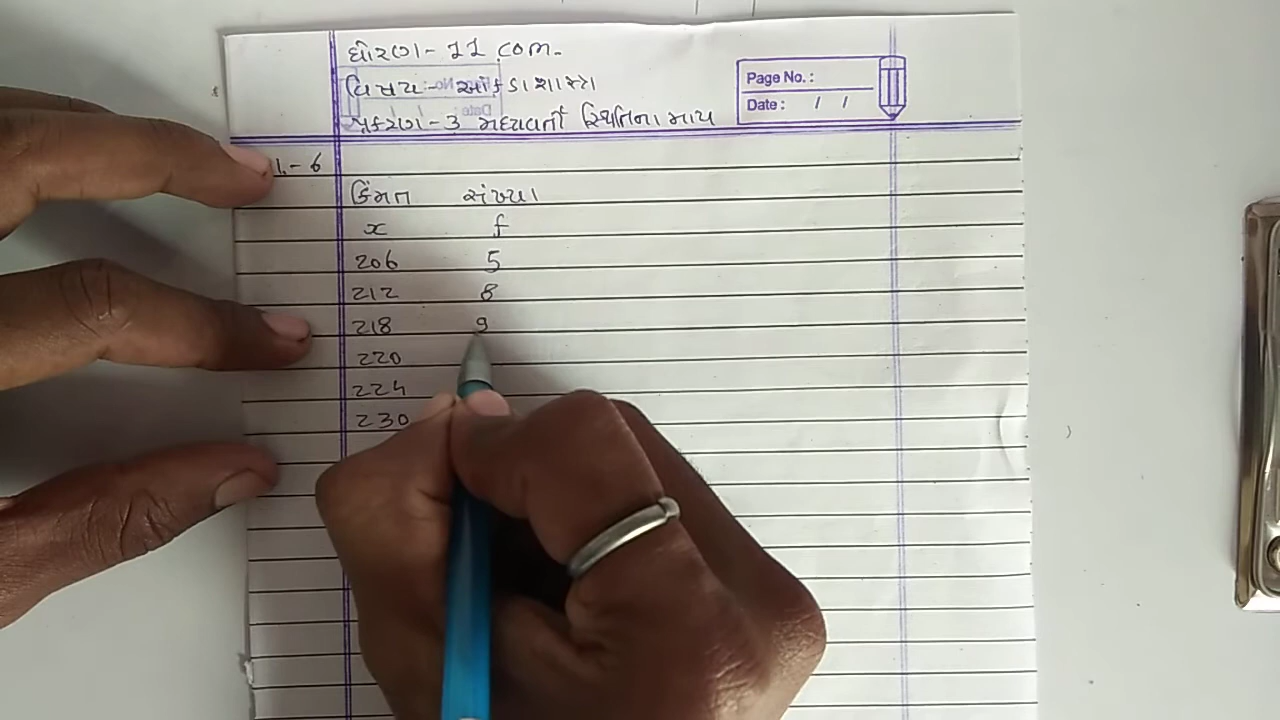 ધોરણ - 11 com.
વિષય :- આંકડાશાસ્ત્ર
પ્રકરણ - 3 મધ્યવર્તી સ્થિતિના માપ
Page No. :
Date : / /
1. - 6
કિંમત સંખ્યા
x f
206 5
212 8
218 9
220
224
230